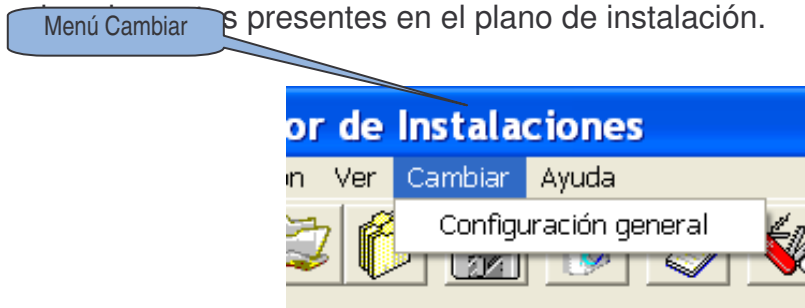 s presentes en el plano de instalación.
Menú Cambiar
or de Instalaciones
Ver Cambiar Ayuda
Configuración general